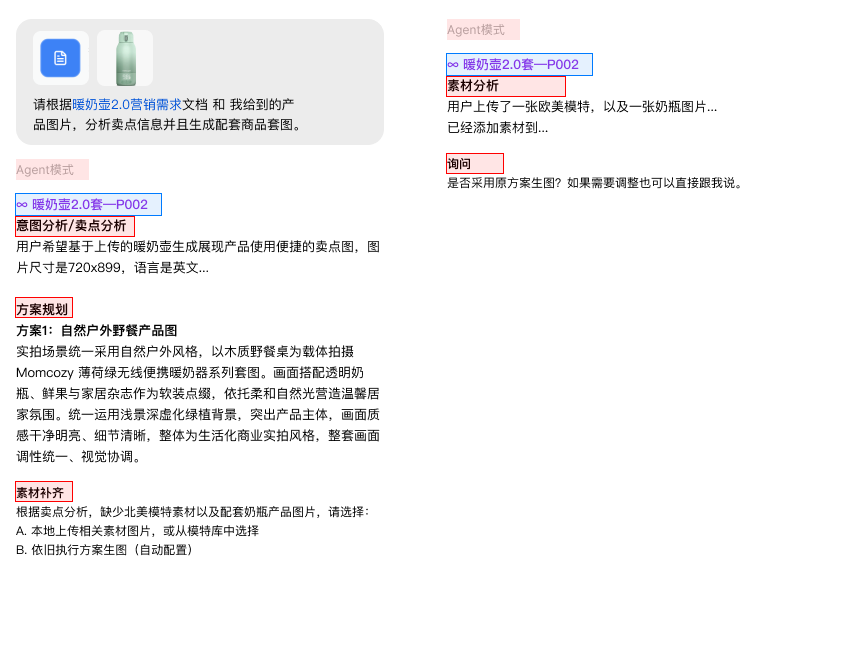 请根据暖奶壶2.0营销需求文档 和 我给到的产
品图片，分析卖点信息并且生成配套商品套图。
Agent模式
∞ 暖奶壶2.0套—P002
意图分析/卖点分析
用户希望基于上传的暖奶壶生成展现产品使用便捷的卖点图，图
片尺寸是720x899，语言是英文...
方案规划
方案1：自然户外野餐产品图
实拍场景统一采用自然户外风格，以木质野餐桌为载体拍摄
Momcozy 薄荷绿无线便携暖奶器系列套图。画面搭配透明奶
瓶、鲜果与家居杂志作为软装点缀，依托柔和自然光营造温馨居
家氛围。统一运用浅景深虚化绿植背景，突出产品主体，画面质
感干净明亮、细节清晰，整体为生活化商业实拍风格，整套画面
调性统一、视觉协调。
素材补齐
根据卖点分析，缺少北美模特素材以及配套奶瓶产品图片，请选择：
A. 本地上传相关素材图片，或从模特库中选择
B. 依旧执行方案生图（自动配置）
Agent模式
∞ 暖奶壶2.0套—P002
素材分析
用户上传了一张欧美模特，以及一张奶瓶图片...
已经添加素材到...
询问
是否采用原方案生图？如果需要调整也可以直接跟我说。